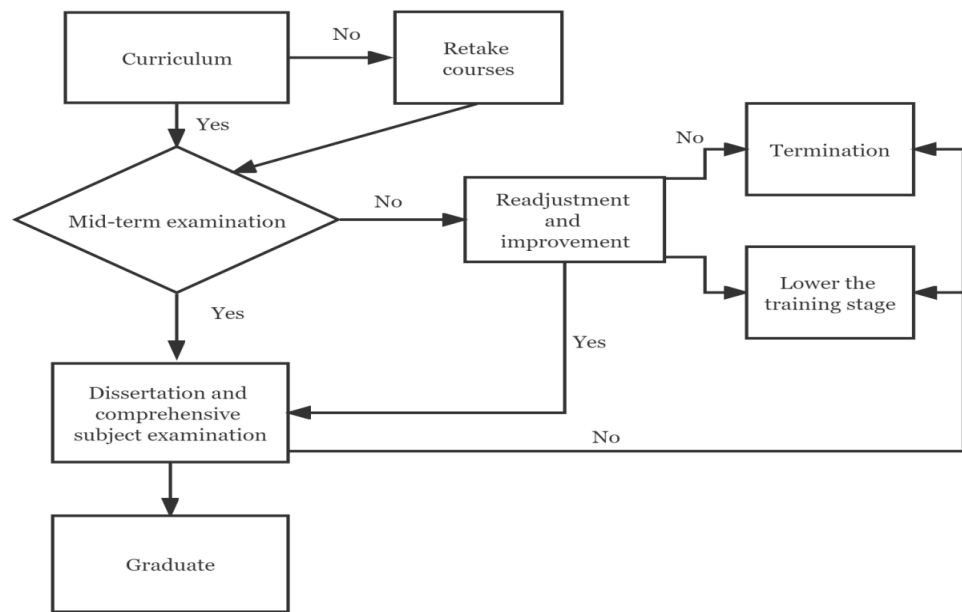 Curriculum
No
Retake
courses
Yes
Mid-term examination
No
Readjustment
and
improvement
No
Termination
Lower the
training stage
Yes
Yes
Dissertation and
comprehensive
subject examination
No
Graduate